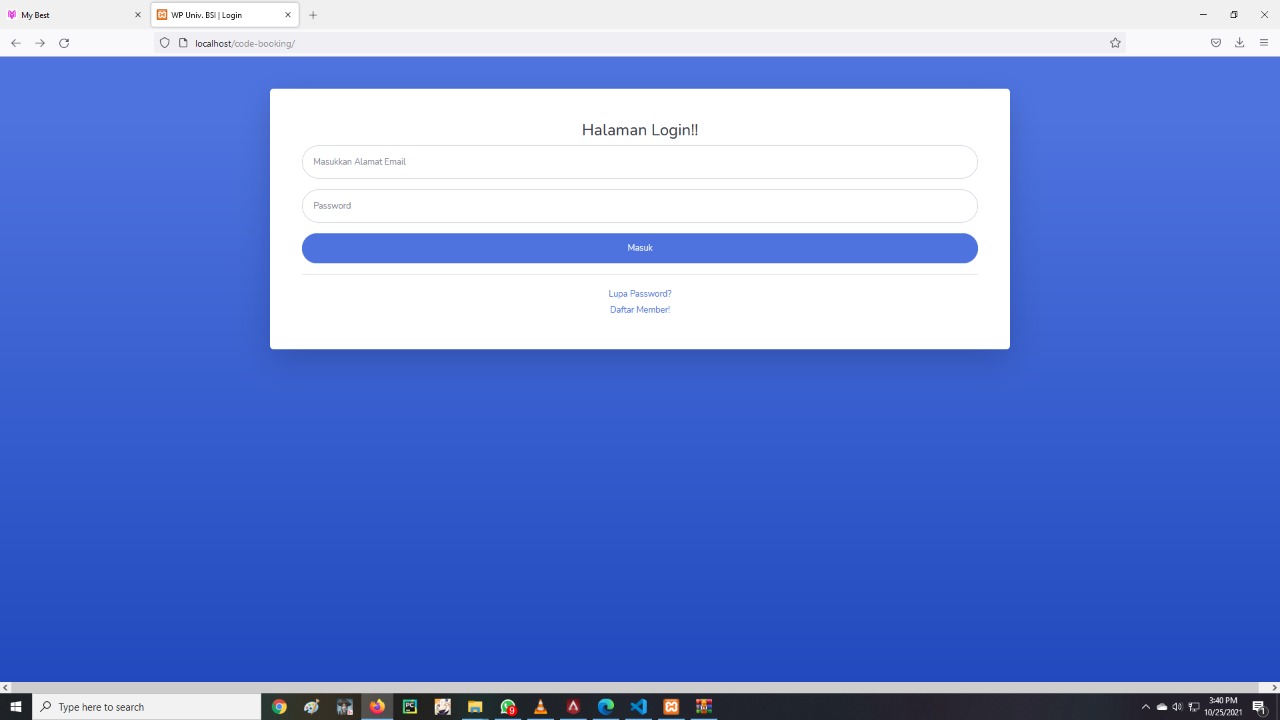 My Best
WP Univ. BSI | Login
localhost/code-booking/
Halaman Login!!
Masukkan Alamat Email
Password
Masuk
Lupa Password?
Daftar Member!
Type here to search
PC
9
3:40 PM
10/25/2021
1